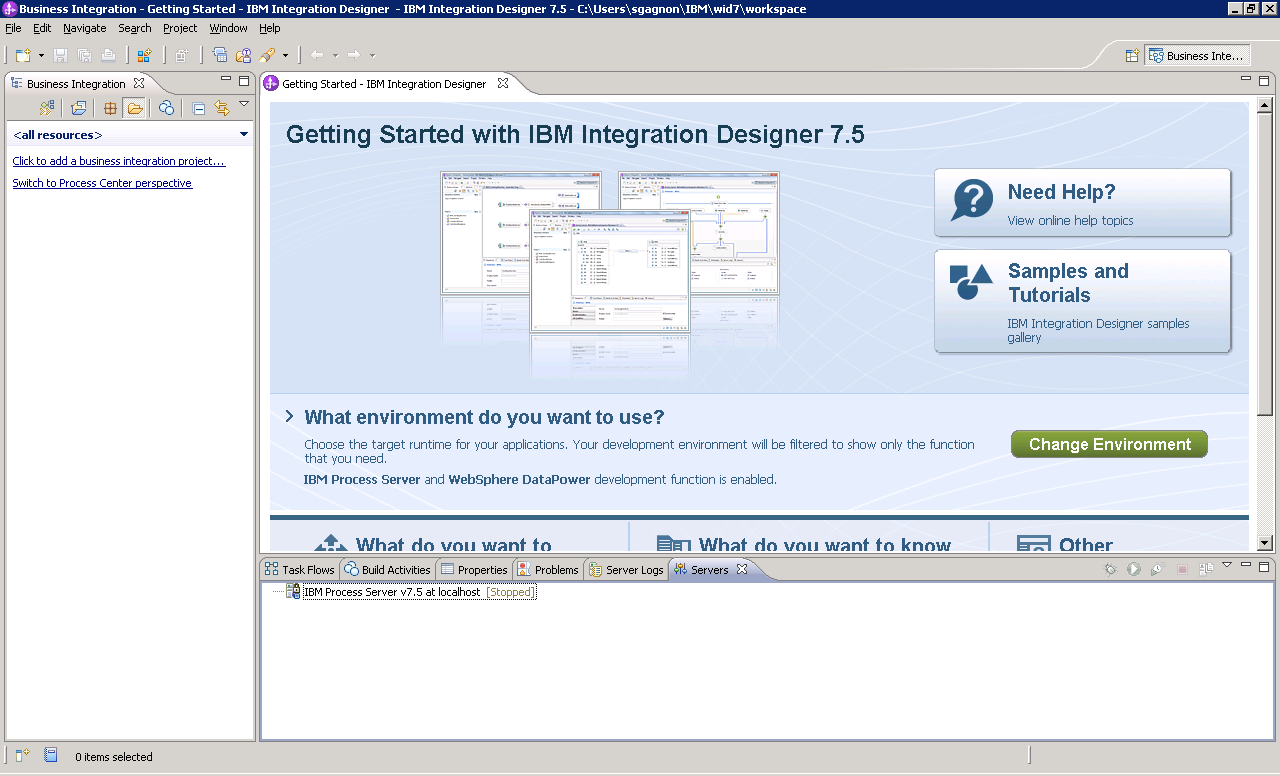 Business Integration - Getting Started - IBM Integration Designer - IBM Integration Designer 7.5 - C:\Users\sgagnon\IBM\wid7\workspace
File Edit Navigate Search Project Window Help
Business Inte...
Business Integration
Getting Started - IBM Integration Designer
<all resources>
Click to add a business integration project...
Switch to Process Center perspective
Getting Started with IBM Integration Designer 7.5
Need Help?
View online help topics
Samples and
Tutorials
IBM Integration Designer samples
gallery
What environment do you want to use?
Choose the target runtime for your applications. Your development environment will be filtered to show only the function
that you need.
IBM Process Server and WebSphere DataPower development function is enabled.
Change Environment
What do you want to
What do you want to know
Other
Task Flows Build Activities Properties Problems Server Logs Servers
IBM Process Server v7.5 at localhost [Stopped]
0 items selected